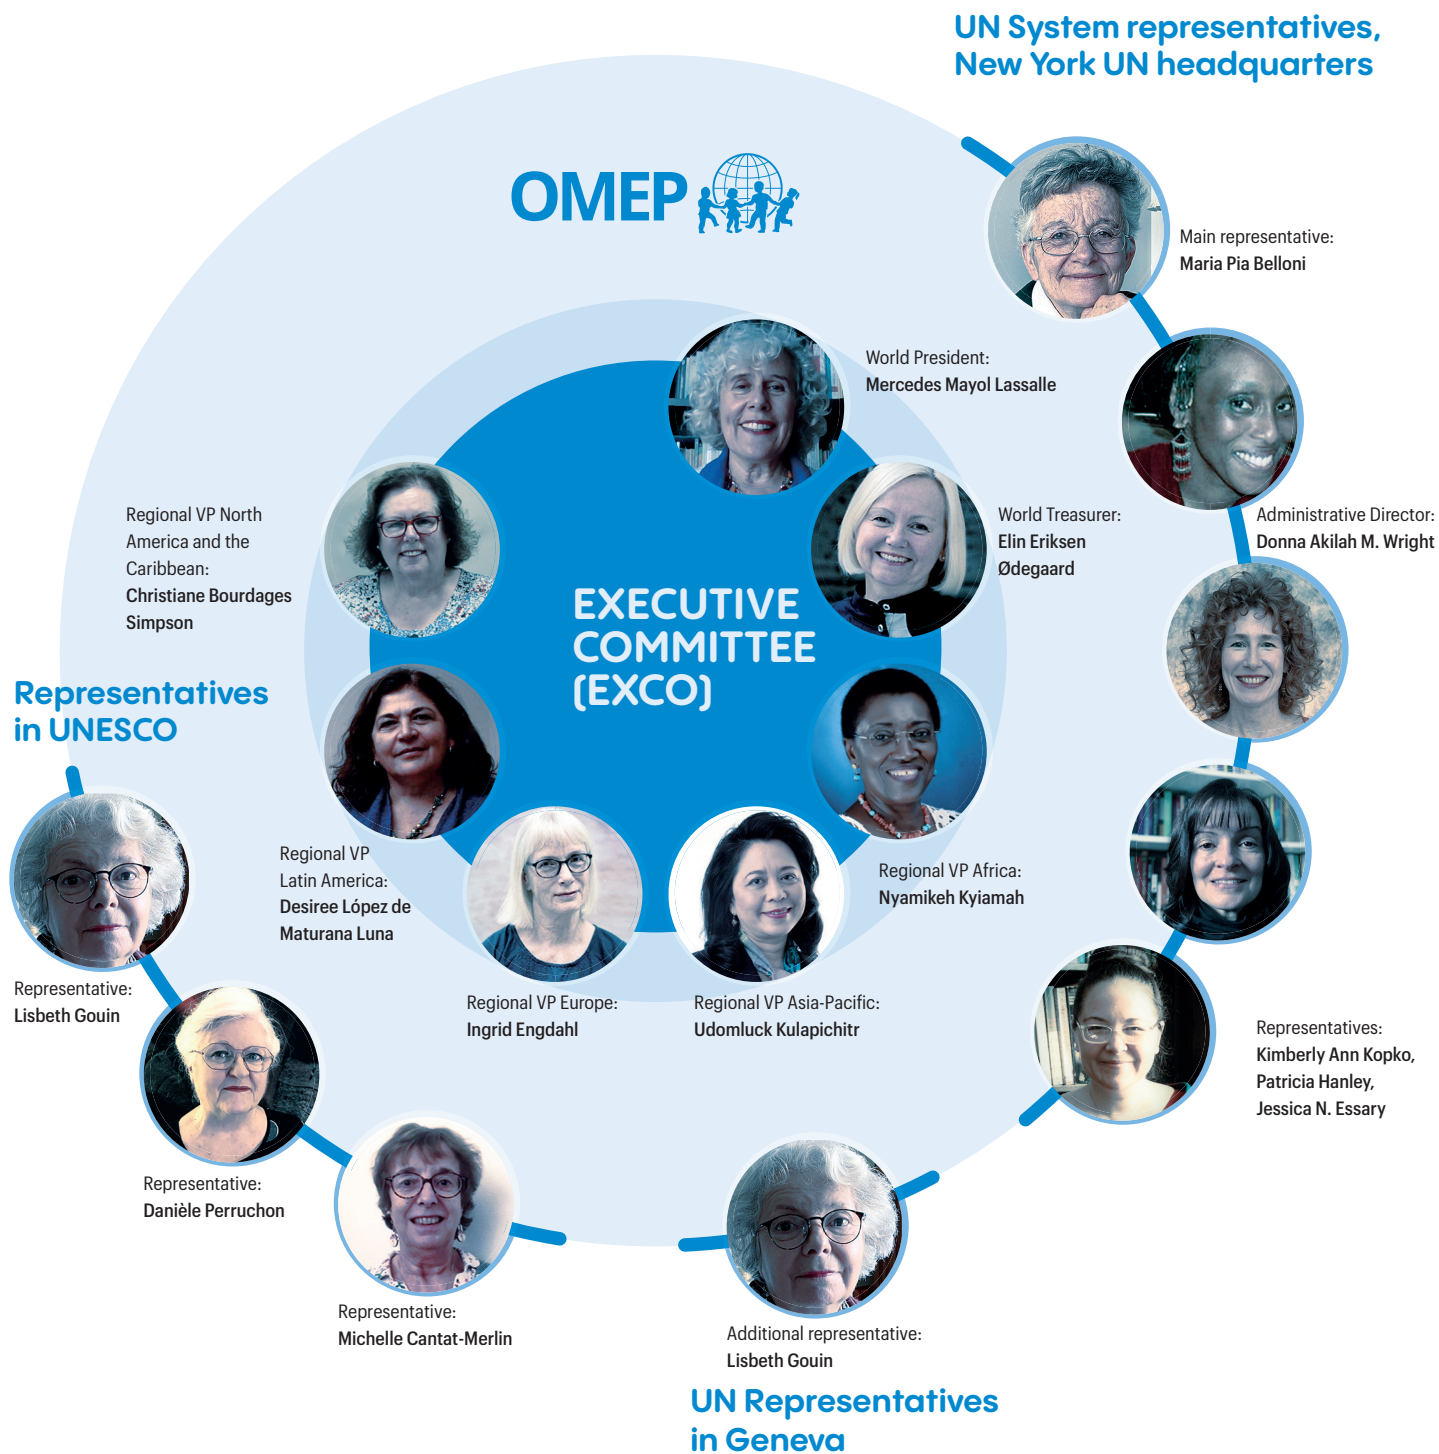 UN System representatives,
New York UN headquarters
OMEP
Main representative:
Maria Pia Belloni
World President:
Mercedes Mayol Lassalle
Regional VP North
America and the
Caribbean:
Christiane Bourdages
Simpson
World Treasurer:
Elin Eriksen
Ødegaard
Administrative Director:
Donna Akilah M. Wright
EXECUTIVE
COMMITTEE
(EXCO)
Representatives
in UNESCO
Regional VP
Latin America:
Desiree López de
Maturana Luna
Regional VP Africa:
Nyamikeh Kyiamah
Representative:
Lisbeth Gouin
Regional VP Europe:
Ingrid Engdahl
Regional VP Asia-Pacific:
Udomluck Kulapichitr
Representatives:
Kimberly Ann Kopko,
Patricia Hanley,
Jessica N. Essary
Representative:
Danièle Perruchon
Representative:
Michelle Cantat-Merlin
Additional representative:
Lisbeth Gouin
UN Representatives
in Geneva